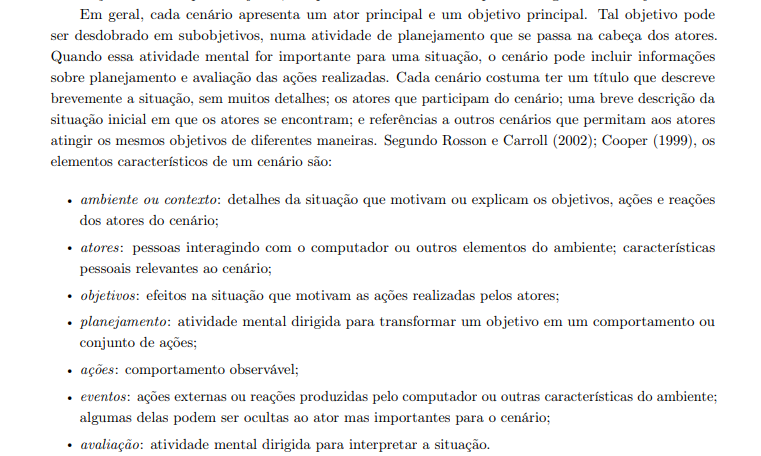 Em geral, cada cenário apresenta um ator principal e um objetivo principal. Tal objetivo pode
ser desdobrado em subobjetivos, numa atividade de planejamento que se passa na cabeça dos atores.
Quando essa atividade mental for importante para uma situação, o cenário pode incluir informações
sobre planejamento e avaliação das ações realizadas. Cada cenário costuma ter um título que descreve
brevemente a situação, sem muitos detalhes; os atores que participam do cenário; uma breve descrição da
situação inicial em que os atores se encontram; e referências a outros cenários que permitam aos atores
atingir os mesmos objetivos de diferentes maneiras. Segundo Rosson e Carroll (2002); Cooper (1999), os
elementos característicos de um cenário são:
• ambiente ou contexto: detalhes da situação que motivam ou explicam os objetivos, ações e reações
dos atores do cenário;
• atores: pessoas interagindo com o computador ou outros elementos do ambiente; características
pessoais relevantes ao cenário;
• objetivos: efeitos na situação que motivam as ações realizadas pelos atores;
• planejamento: atividade mental dirigida para transformar um objetivo em um comportamento ou
conjunto de ações;
• ações: comportamento observável;
• eventos: ações externas ou reações produzidas pelo computador ou outras características do ambiente;
algumas delas podem ser ocultas ao ator mas importantes para o cenário;
• avaliação: atividade mental dirigida para interpretar a situação.